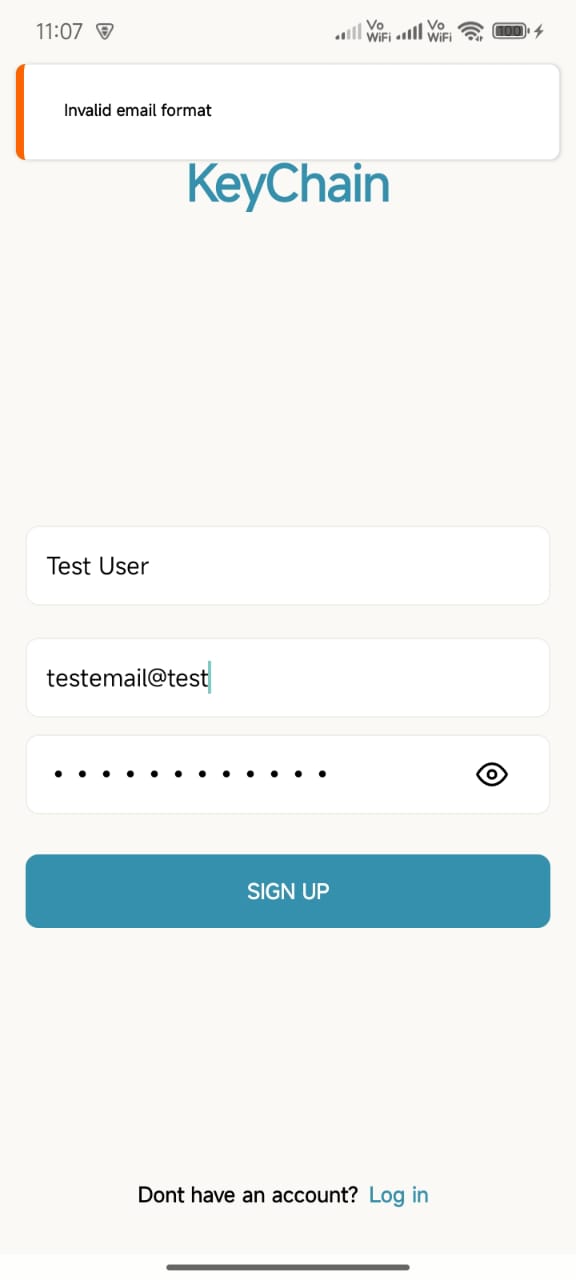 11:07
Vo
WiFi
Vo
WiFi
100
Invalid email format
KeyChain
Test User
testemail@test
SIGN UP
Dont have an account? Log in